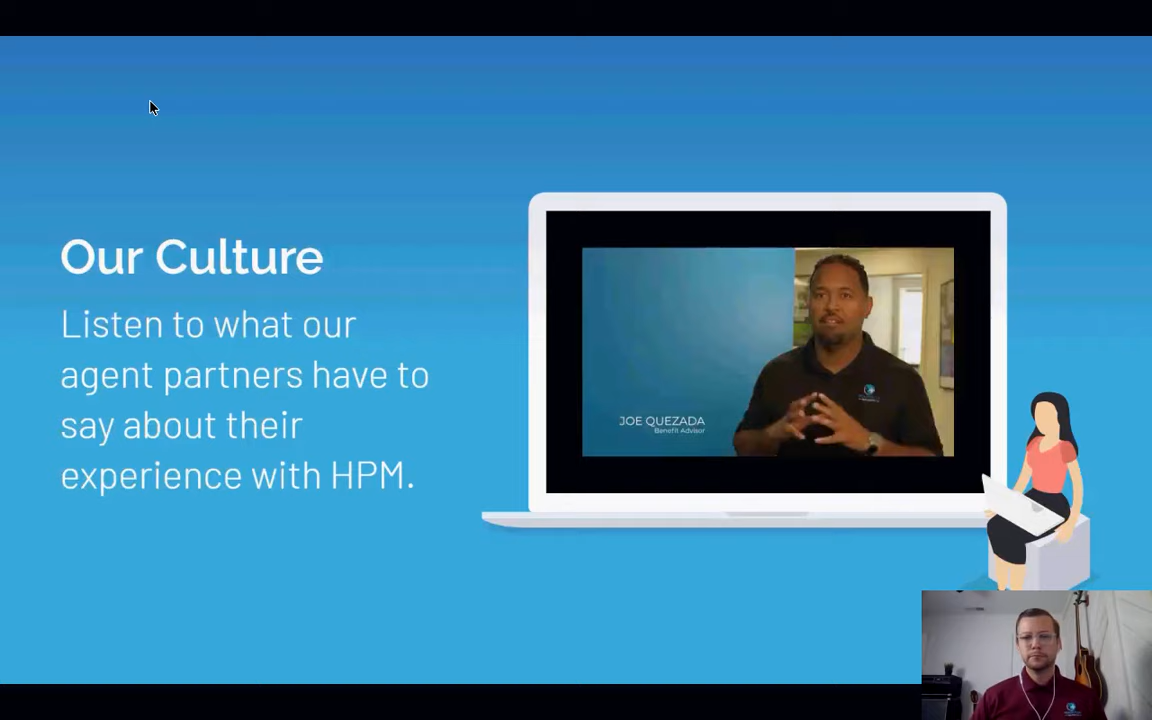 Our Culture
Listen to what our
agent partners have to
say about their
experience with HPM.
JOE QUEZADA
Benefit Advisor